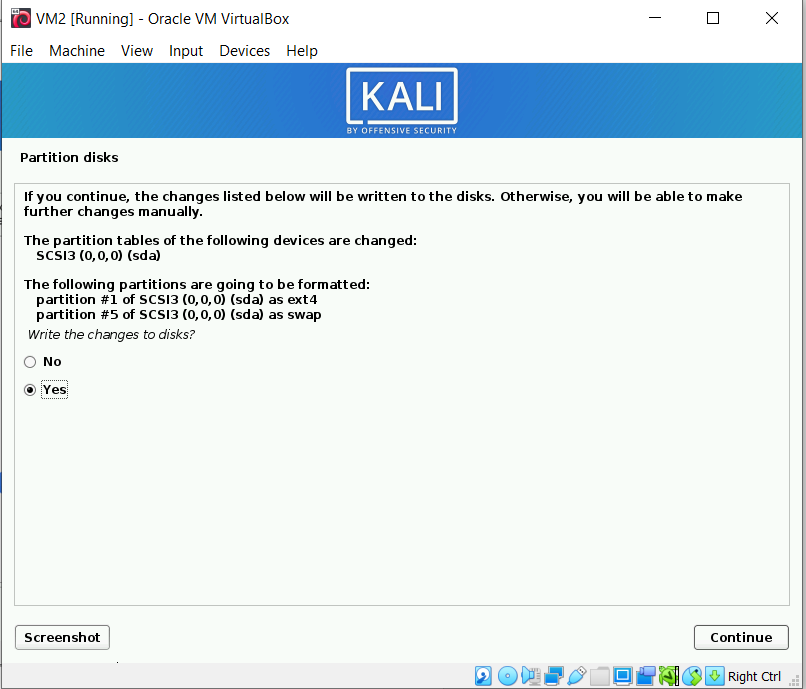 VM2 [Running] - Oracle VM VirtualBox
File Machine View Input Devices Help
KALI
BY OFFENSIVE SECURITY
Partition disks
If you continue, the changes listed below will be written to the disks. Otherwise, you will be able to make
further changes manually.
The partition tables of the following devices are changed:
SCSI3 (0,0,0) (sda)
The following partitions are going to be formatted:
partition #1 of SCSI3 (0,0,0) (sda) as ext4
partition #5 of SCSI3 (0,0,0) (sda) as swap
Write the changes to disks?
No
Yes
Screenshot Continue
Right Ctrl